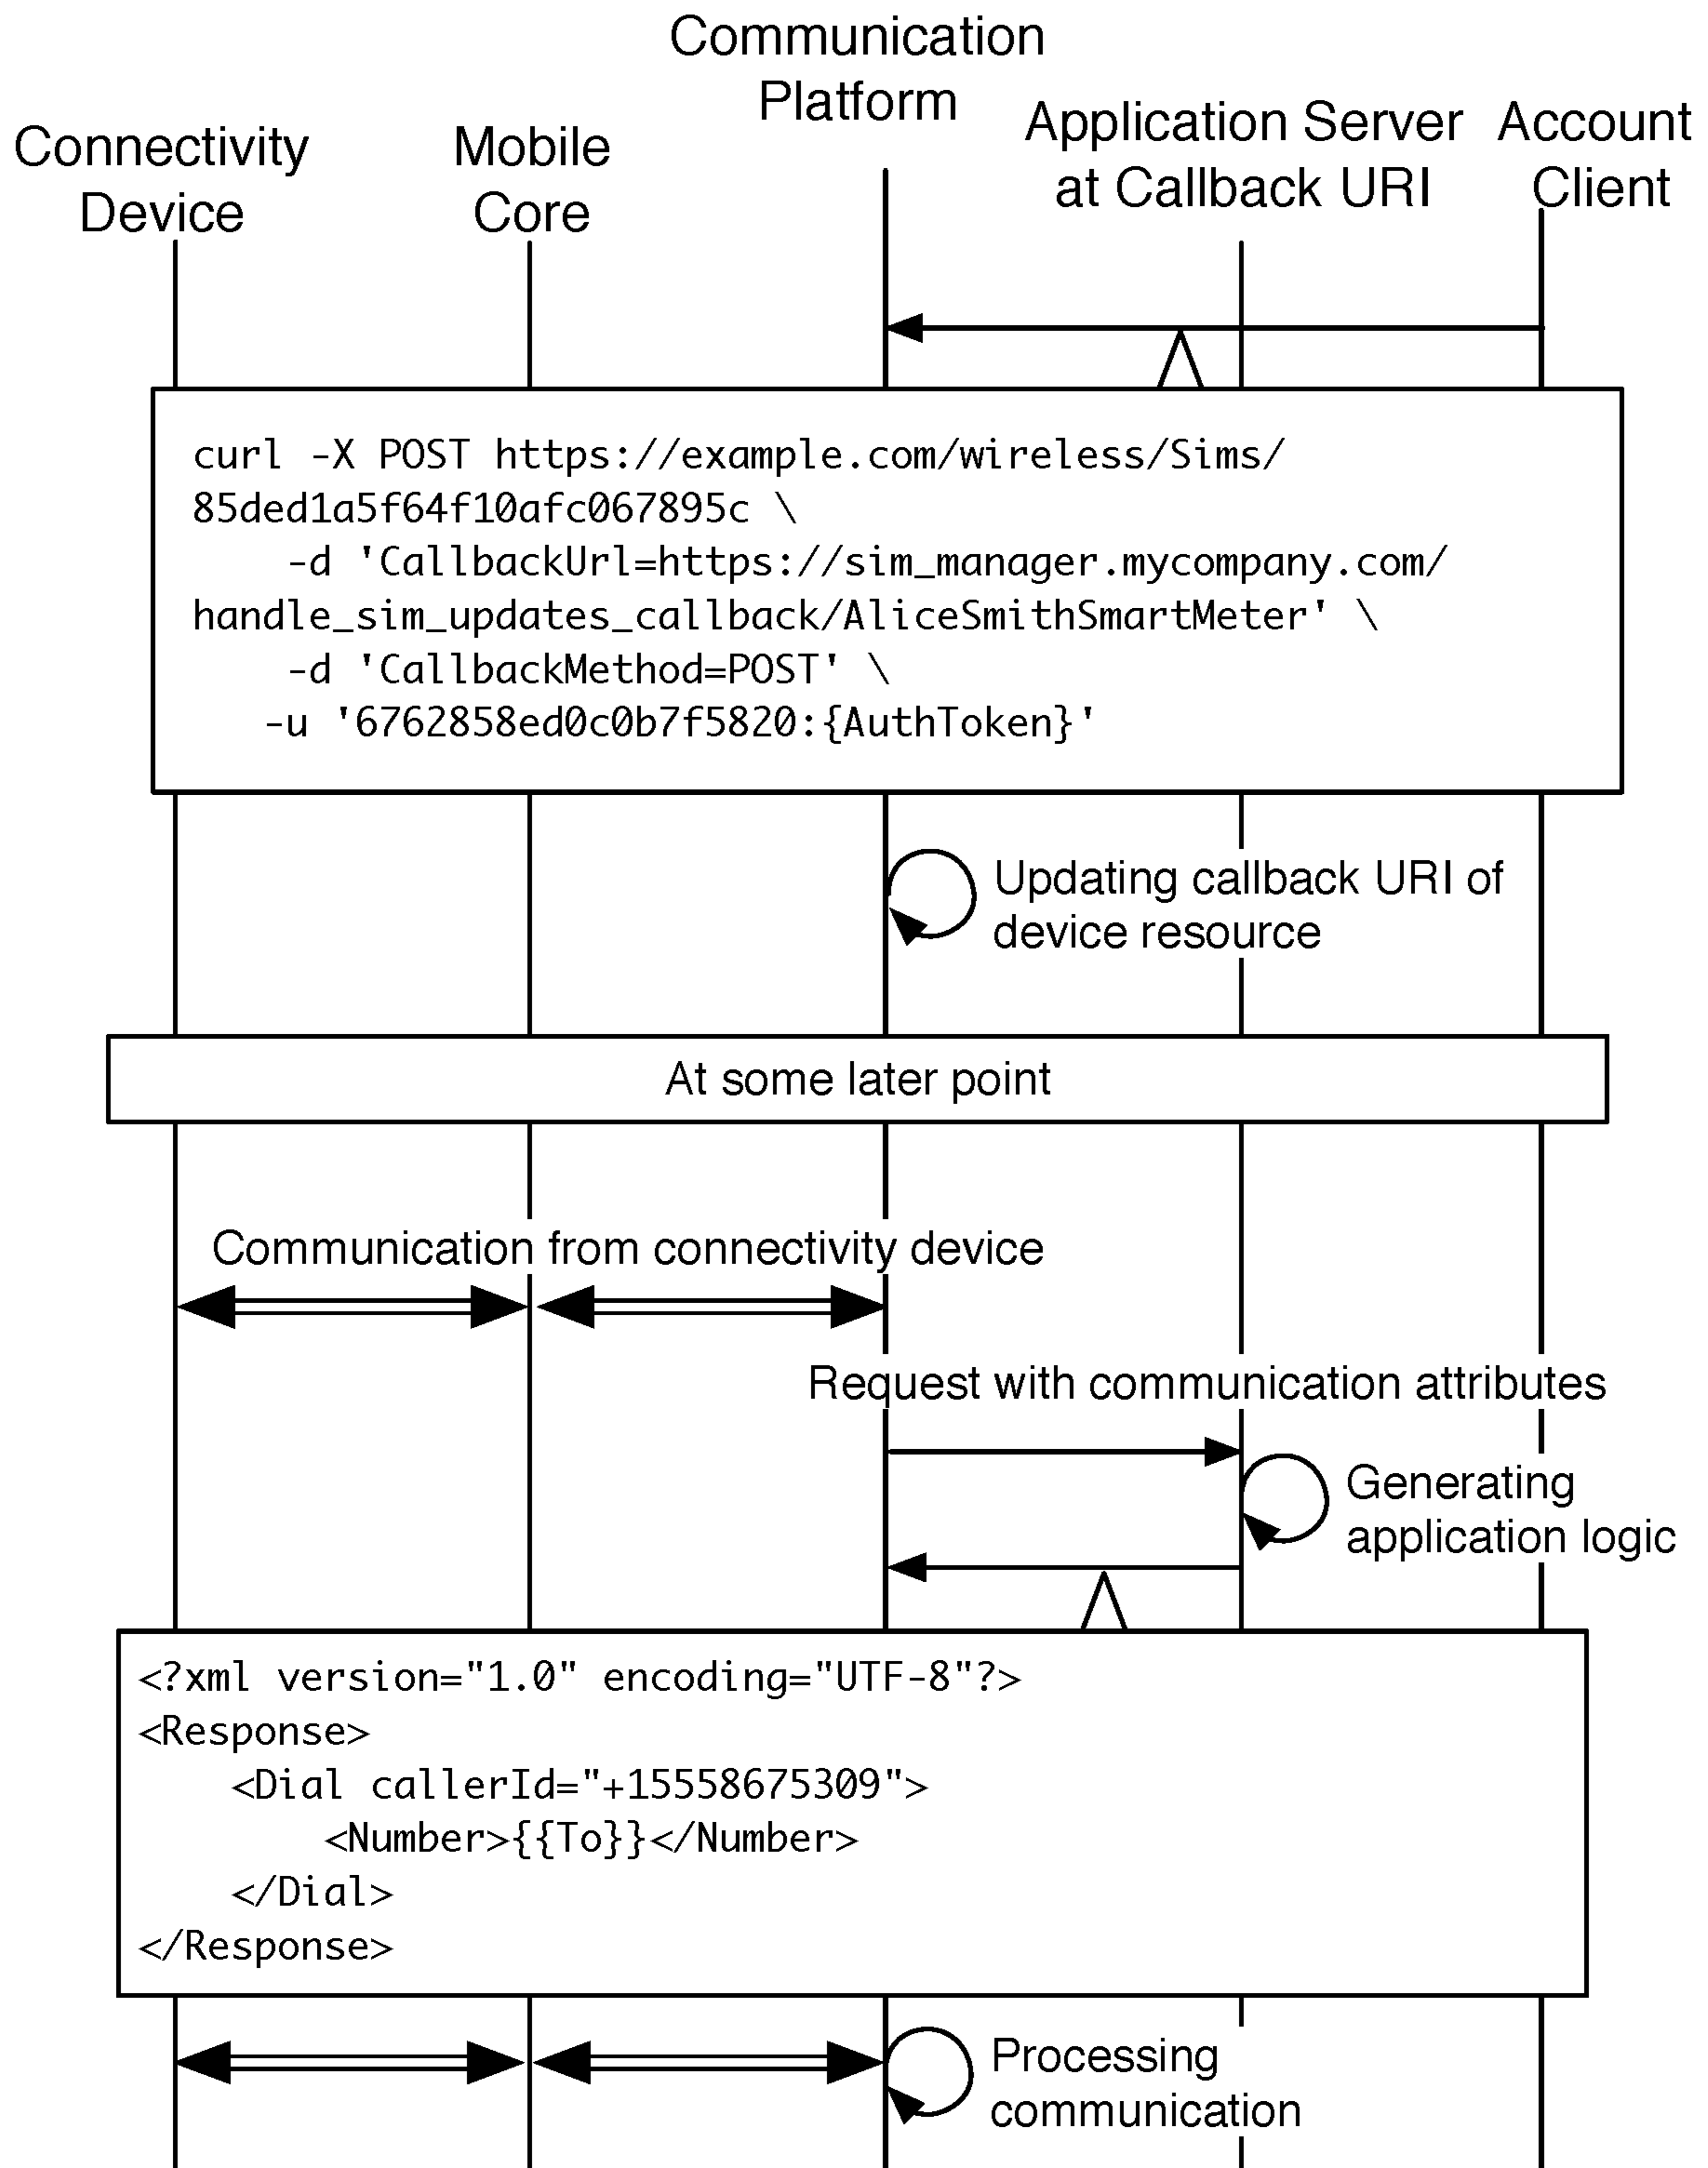 Communication
Platform
Connectivity
Device
Mobile
Core
Application Server
at Callback URI
Account
Client
curl -X POST https://example.com/wireless/Sims/
85ded1a5f64f10afc067895c \
-d 'CallbackUrl=https://sim_manager.mycompany.com/
handle_sim_updates_callback/AliceSmithSmartMeter' \
-d 'CallbackMethod=POST' \
-u '6762858ed0c0b7f5820:{AuthToken}'
Updating callback URI of
device resource
At some later point
Communication from connectivity device
Request with communication attributes
Generating
application logic
<?xml version="1.0" encoding="UTF-8"?>
<Response>
<Dial callerId="+15558675309">
<Number>{{To}}</Number>
</Dial>
</Response>
Processing
communication